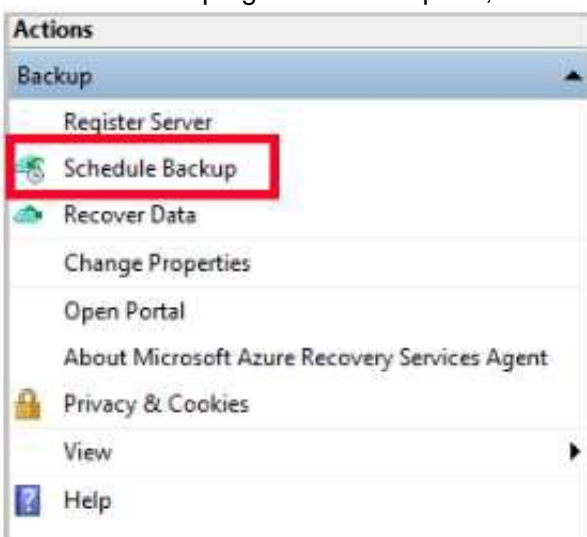 Actions
Backup
Register Server
Schedule Backup
Recover Data
Change Properties
Open Portal
About Microsoft Azure Recovery Services Agent
Privacy & Cookies
View
Help